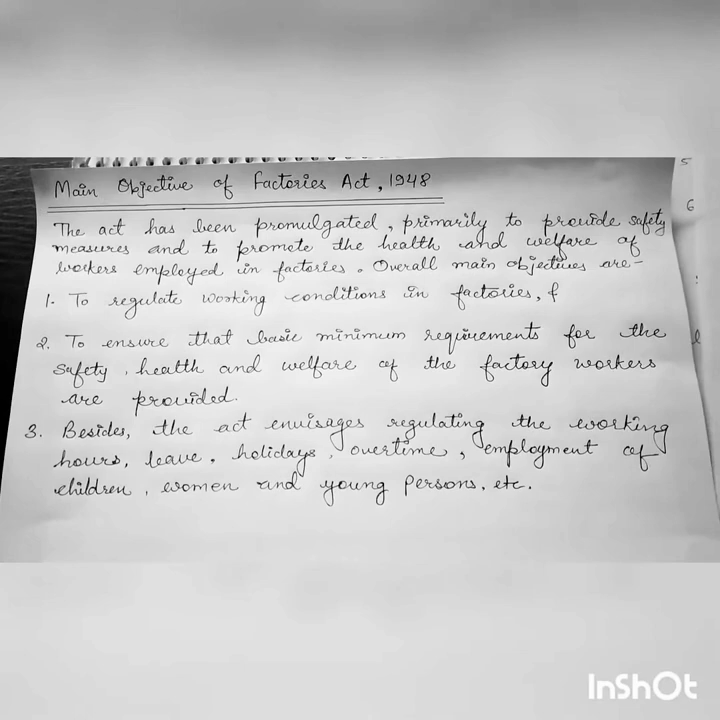 Main Objective of Factories Act, 1948
The act has been promulgated, primarily to provide safety
measures and to promote the health and welfare of
workers employed in factories. Overall main objectives are-
1. To regulate working conditions in factories, f
2. To ensure that basic minimum requirements for the
safety, health and welfare of the factory workers
are provided.
3. Besides, the act envisages regulating the working
hours, leave, holidays, overtime, employment of
children, women and young persons, etc.
5
6
InShOt